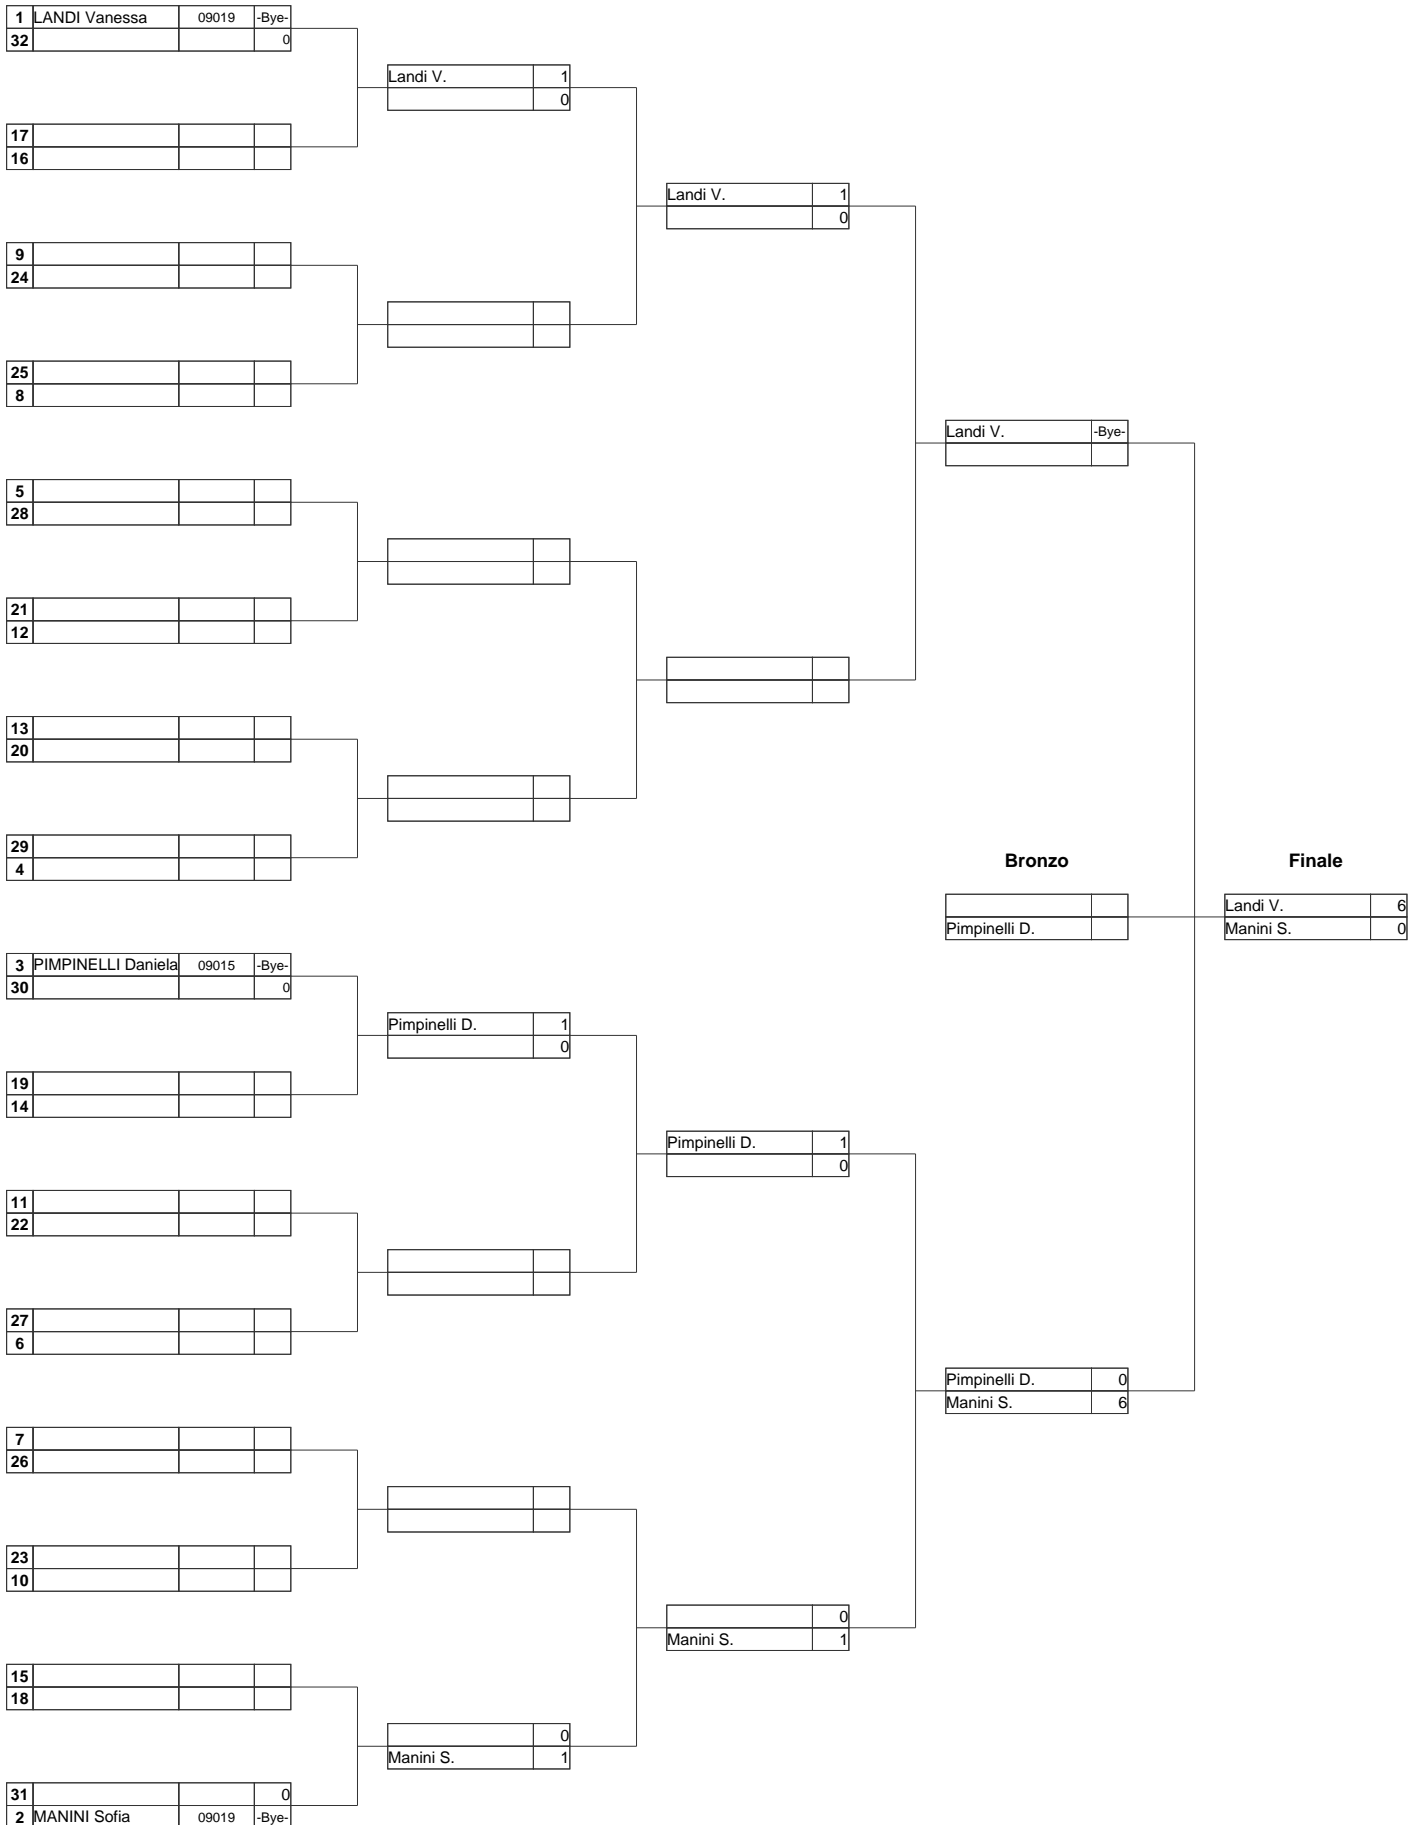 1 LANDI Vanessa 09019 -Bye-
32 0
Landi V. 1
0
17
16
Landi V. 1
0
9
24
25
8
Landi V. -Bye-
5
28
21
12
13
20
29
4
Bronzo Finale
Landi V. 6
Pimpinelli D. Manini S. 0
3 PIMPINELLI Daniela 09015 -Bye-
30 0
Pimpinelli D. 1
0
19
14
Pimpinelli D. 1
0
11
22
27
6
Pimpinelli D. 0
Manini S. 6
7
26
23
10
0
Manini S. 1
15
18
0
Manini S. 1
31 0
2 MANINI Sofia 09019 -Bye-